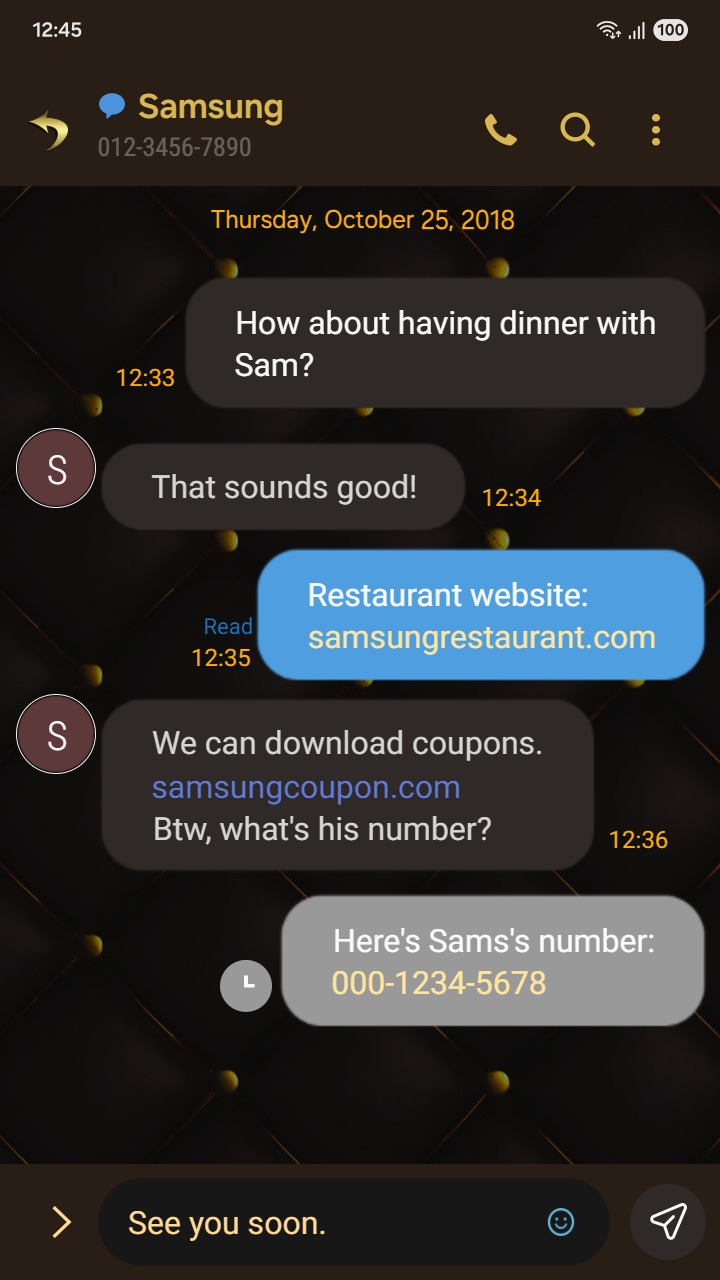 12:45
100
Samsung
012-3456-7890
Thursday, October 25, 2018
How about having dinner with
Sam?
12:33
S
That sounds good!
12:34
Restaurant website:
samsungrestaurant.com
Read
12:35
S
We can download coupons.
samsungcoupon.com
Btw, what's his number?
12:36
Here's Sams's number:
000-1234-5678
See you soon.